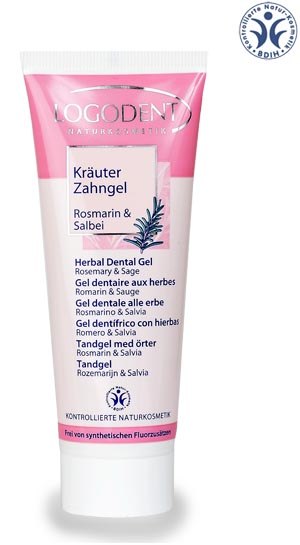 Kontrollierte Natur-Kosmetik
BDIH
LOGODENT
NATURKOSMETIK
Kräuter
Zahngel
Rosmarin &
Salbei
Herbal Dental Gel
Rosemary & Sage
Gel dentaire aux herbes
Romarin & Sauge
Gel dentale alle erbe
Rosmarino & Salvia
Gel dentífrico con hierbas
Romero & Salvia
Tandgel med örter
Rosmarin & Salvia
Tandgel
Rozemarijn & Salvia
BDIH
KONTROLLIERTE NATURKOSMETIK
Frei von synthetischen Fluorzusätzen